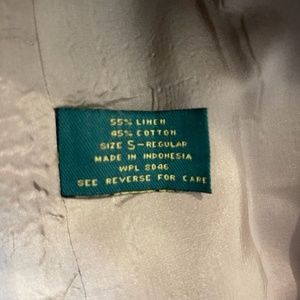 55% LINEN
45% COTTON
SIZE S-REGULAR
MADE IN INDONESIA
WPL 8046
SEE REVERSE FOR CARE